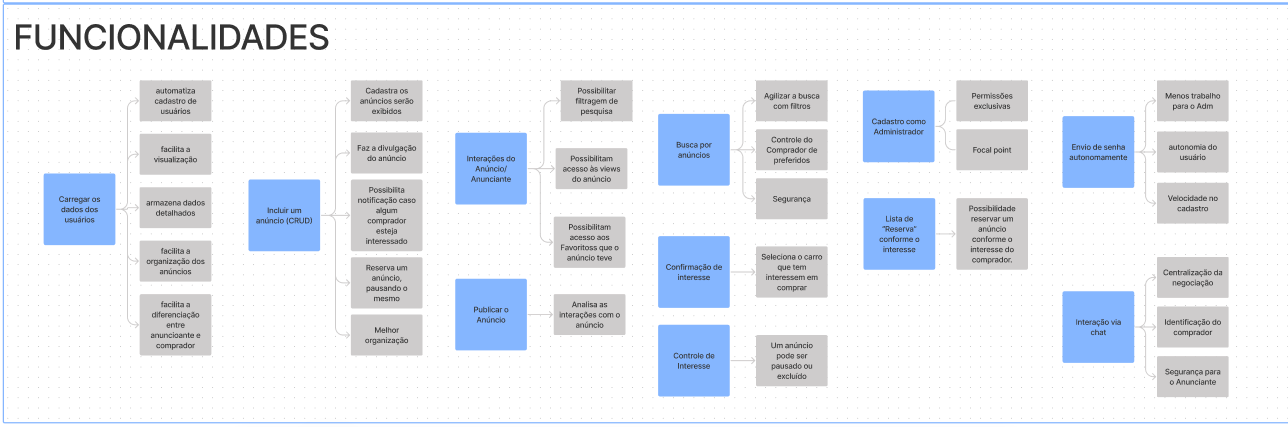 FUNCIONALIDADES
Carregar os
dados dos
usuários
automatiza
cadastro de
usuários
facilita a
visualização
armazena dados
detalhados
facilita a
organização dos
anúncios
facilita a
diferenciação
entre
anuncioante e
comprador
Incluir um
anúncio (CRUD)
Cadastra os
anúncios serão
exibidos
Faz a divulgação
do anúncio
Possibilita
notificação caso
algum
comprador
esteja
interessado
Reserva um
anúncio,
pausando o
mesmo
Melhor
organização
Interações do
Anúncio/
Anunciante
Possibilitar
filtragem de
pesquisa
Possibilitam
acesso às views
do anúncio
Possibilitam
acesso aos
Favoritoss que o
anúncio teve
Publicar o
Anúncio
Analisa as
interações com o
anúncio
Busca por
anúncios
Agilizar a busca
com filtros
Controle do
Comprador de
preferidos
Segurança
Confirmação de
interesse
Seleciona o carro
que tem
interessem em
comprar
Controle de
Interesse
Um anúncio
pode ser
pausado ou
excluído
Cadastro como
Administrador
Permissões
exclusivas
Focal point
Lista de
"Reserva"
conforme o
interesse
Possibilidade
reservar um
anúncio
conforme o
interesse do
comprador.
Envio de senha
autonomamente
Menos trabalho
para o Adm
autonomia do
usuário
Velocidade no
cadastro
Interação via
chat
Centralização da
negociação
Identificação do
comprador
Segurança para
o Anunciante